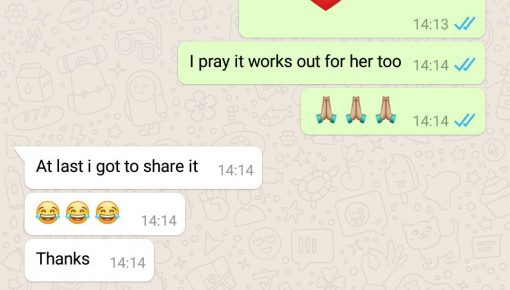 14:13
I pray it works out for her too 14:14
🙏🏽🙏🏽🙏🏽 14:14
At last i got to share it 14:14
😂😂😂 14:14
Thanks 14:14